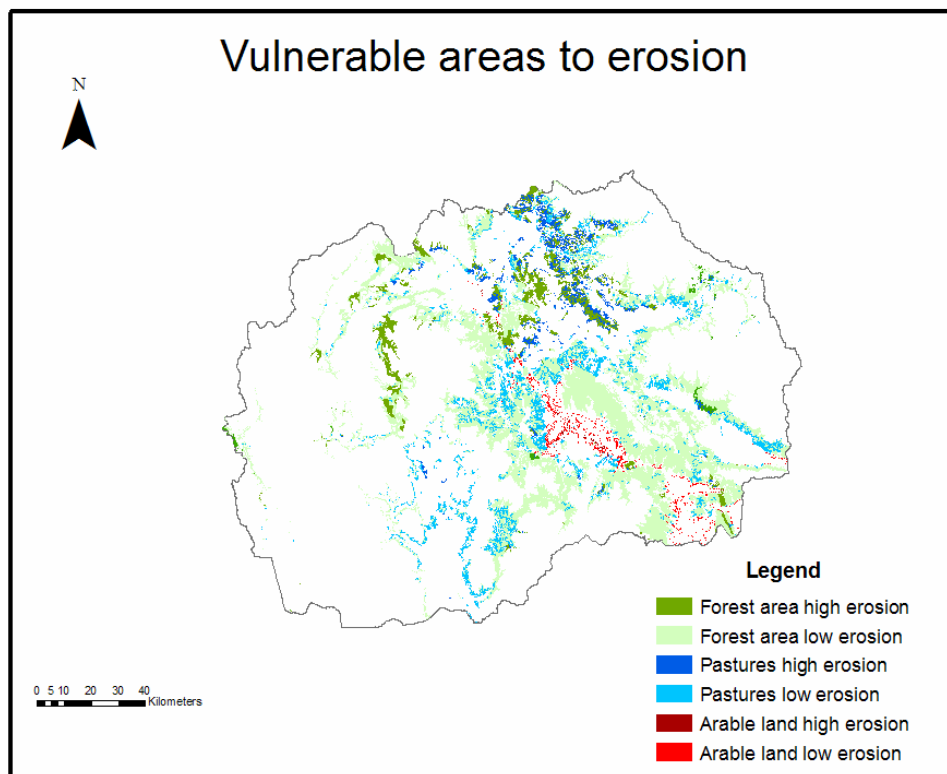 Vulnerable areas to erosion
N
Legend
Forest area high erosion
Forest area low erosion
Pastures high erosion
Pastures low erosion
Arable land high erosion
Arable land low erosion
0 5 10 20 30 40
Kilometers